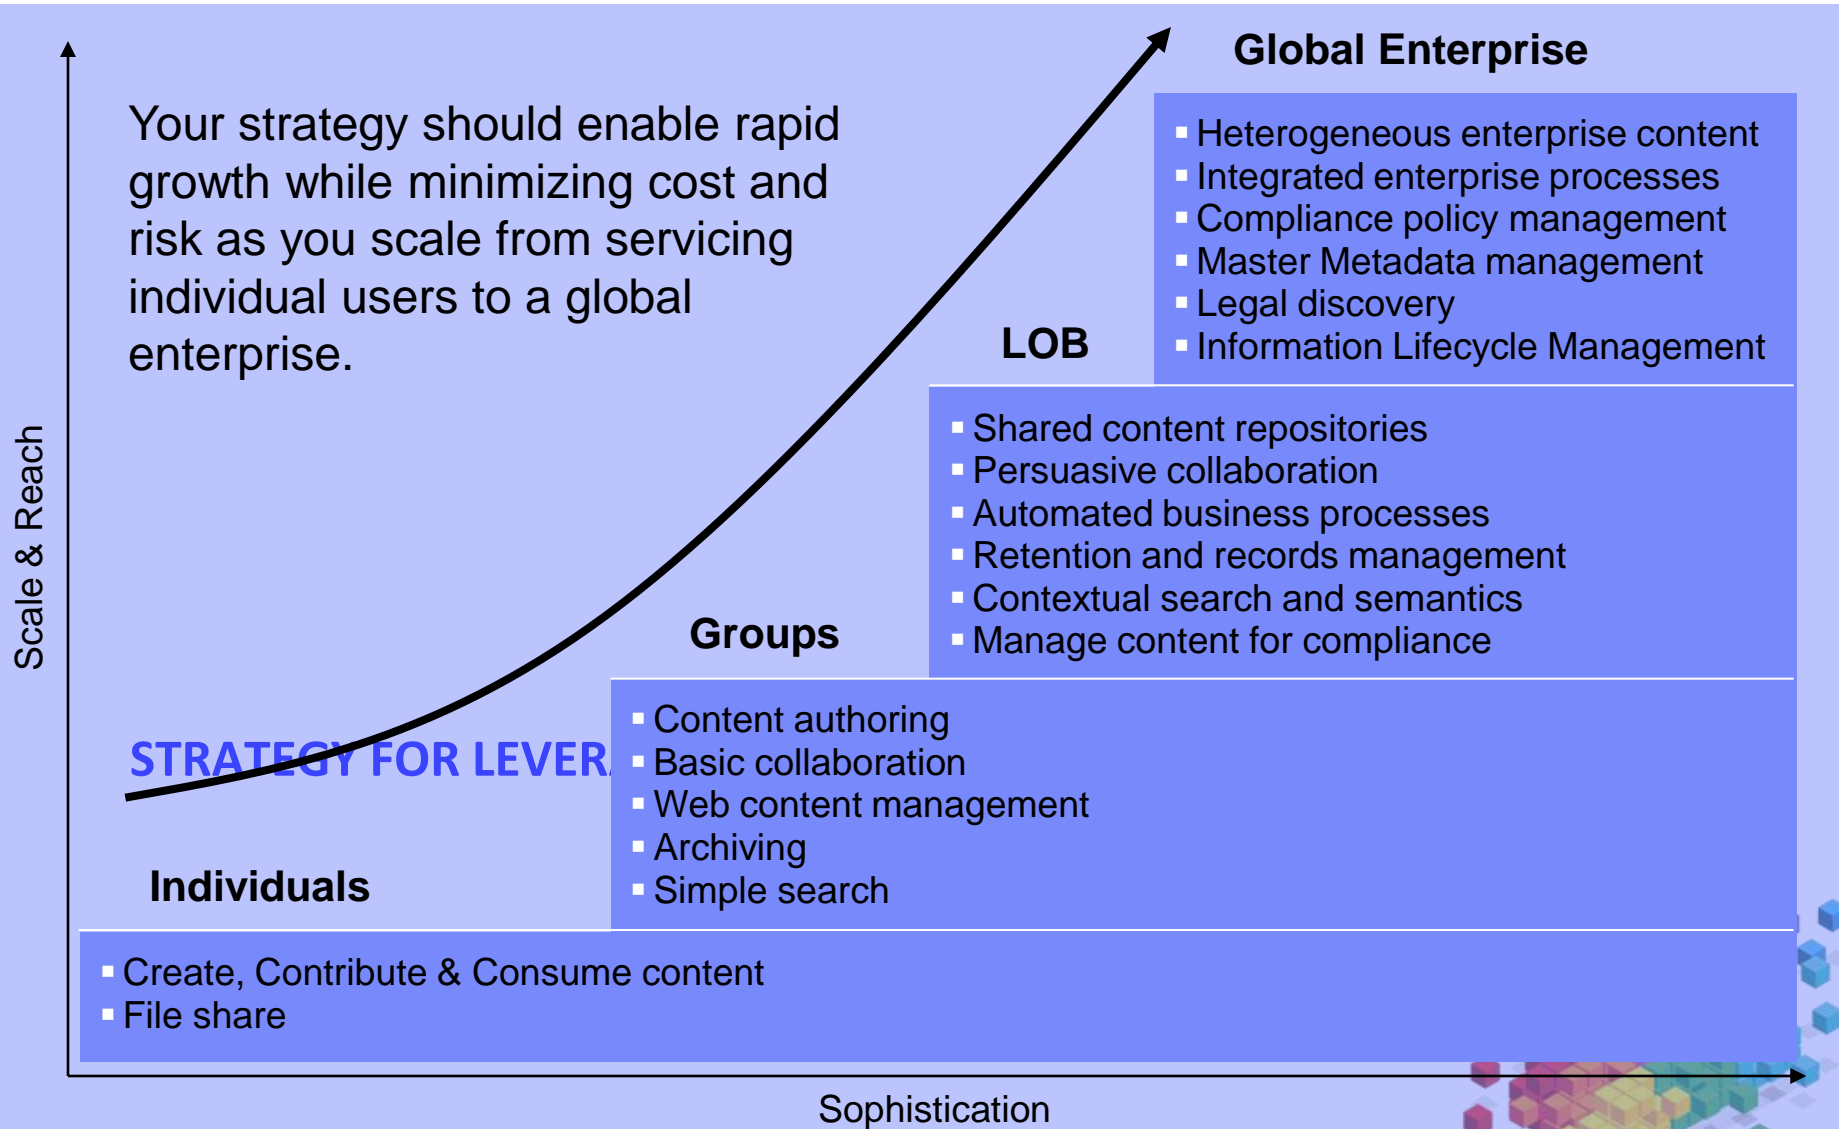 Global Enterprise
Your strategy should enable rapid
growth while minimizing cost and
risk as you scale from servicing
individual users to a global
enterprise.
Heterogeneous enterprise content
Integrated enterprise processes
Compliance policy management
Master Metadata management
Legal discovery
Information Lifecycle Management
LOB
Shared content repositories
Persuasive collaboration
Automated business processes
Retention and records management
Contextual search and semantics
Manage content for compliance
Scale & Reach
Groups
Content authoring
Basic collaboration
Web content management
Archiving
Simple search
STRATEGY FOR
Individuals
Create, Contribute & Consume content
File share
Sophistication